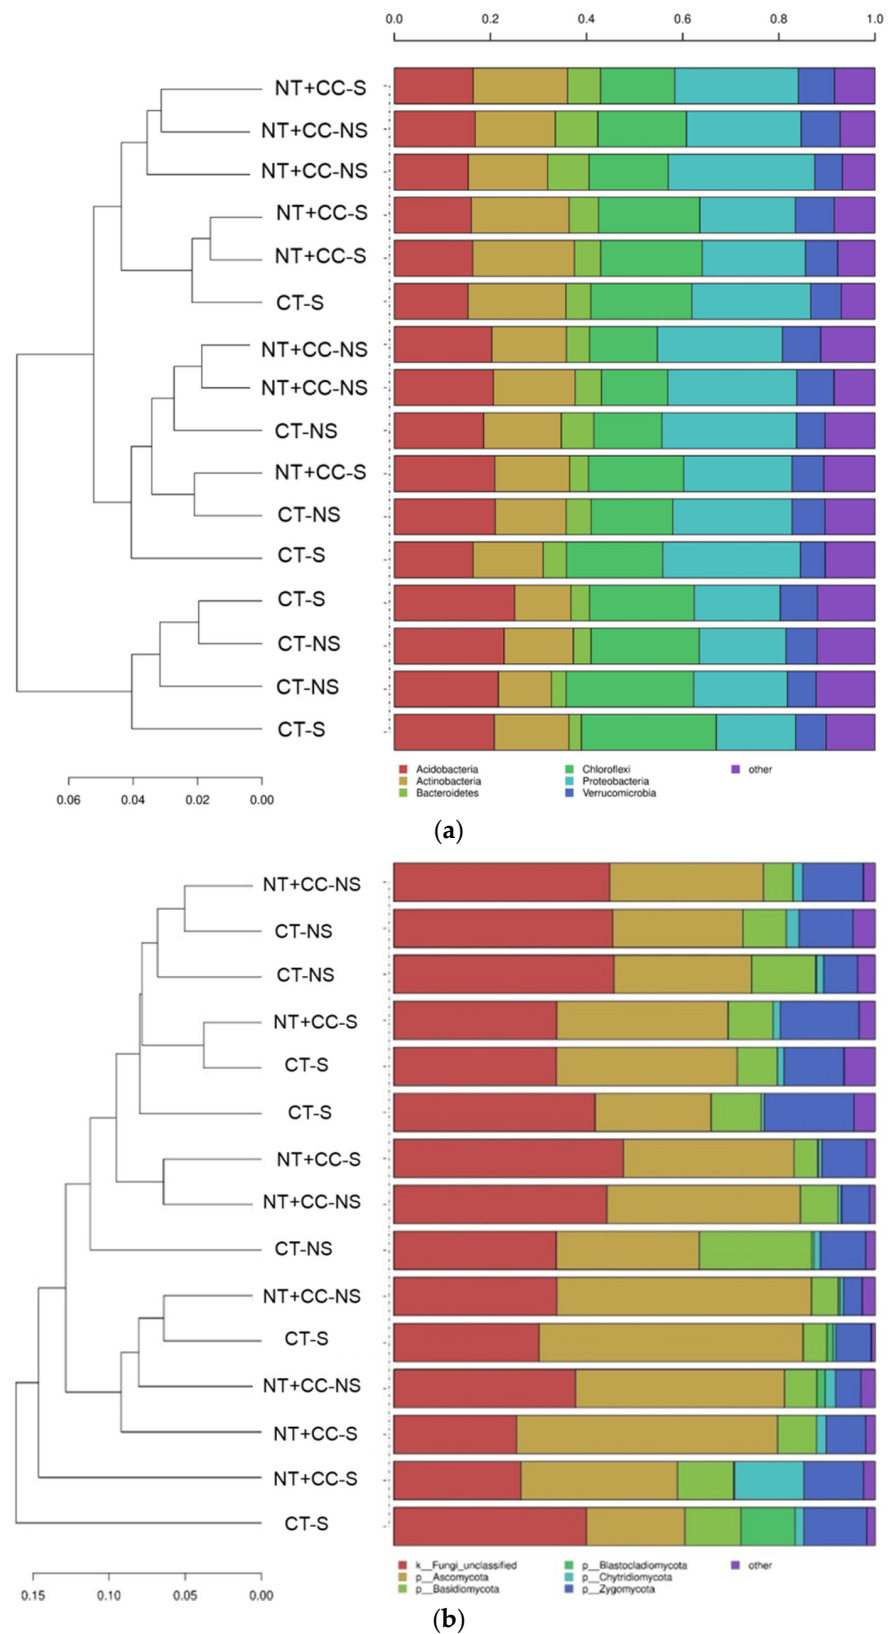 0.0 0.2 0.4 0.6 0.8 1.0
NT+CC-S
NT+CC-NS
NT+CC-NS
NT+CC-S
NT+CC-S
CT-S
NT+CC-NS
NT+CC-NS
CT-NS
NT+CC-S
CT-NS
CT-S
CT-S
CT-NS
CT-NS
CT-S
0.06 0.04 0.02 0.00
Acidobacteria Chloroflexi other
Actinobacteria Proteobacteria
Bacteroidetes Verrucomicrobia
(a)
NT+CC-NS
CT-NS
CT-NS
NT+CC-S
CT-S
CT-S
NT+CC-S
NT+CC-NS
CT-NS
NT+CC-NS
CT-S
NT+CC-NS
NT+CC-S
NT+CC-S
CT-S
0.15 0.10 0.05 0.00
k__Fungi_unclassified p__Blastocladiomycota other
p__Ascomycota p__Chytridiomycota
p__Basidiomycota p__Zygomycota
(b)